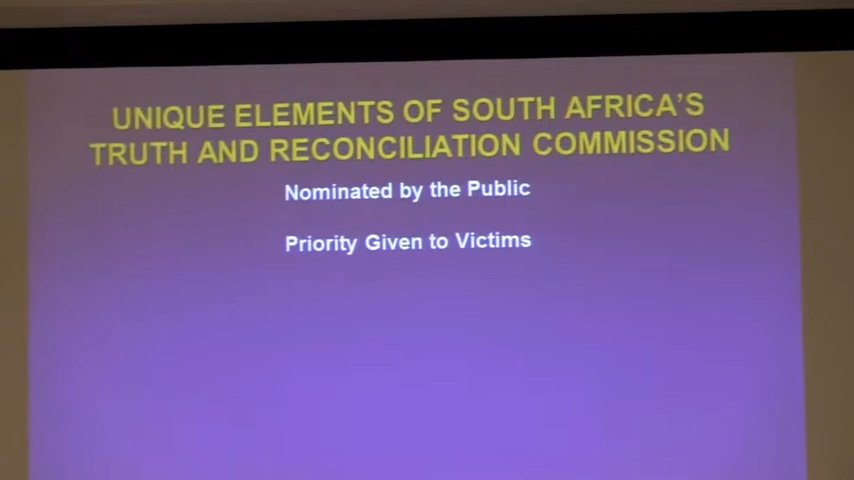 UNIQUE ELEMENTS OF SOUTH AFRICA’S
TRUTH AND RECONCILIATION COMMISSION
Nominated by the Public
Priority Given to Victims